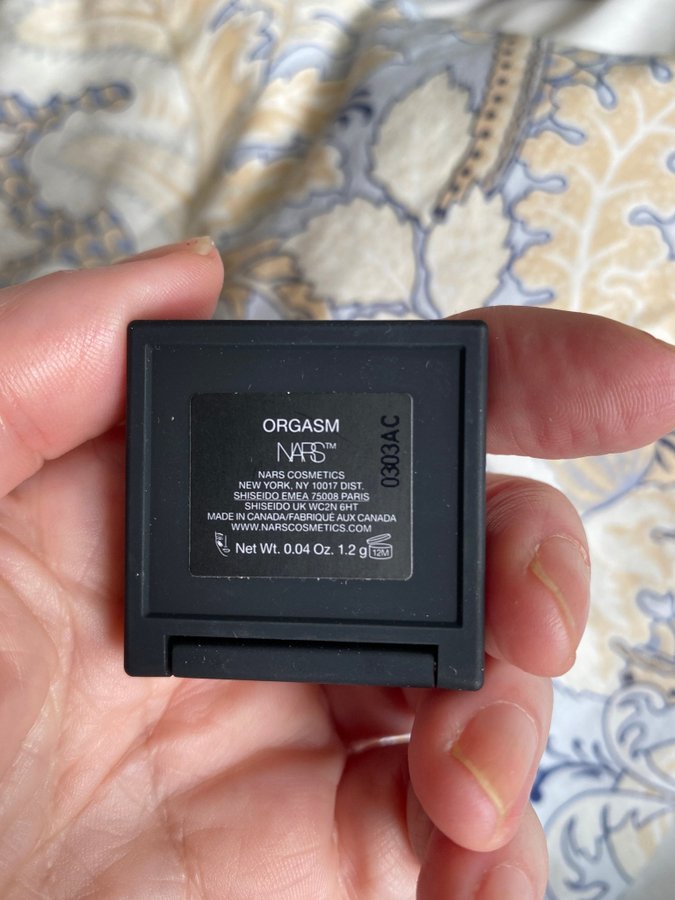 ORGASM
NARS™
NARS COSMETICS
NEW YORK, NY 10017 DIST.
SHISEIDO EMEA 75008 PARIS
SHISEIDO UK WC2N 6HT
MADE IN CANADA/FABRIQUÉ AUX CANADA
WWW.NARSCOSMETICS.COM
Net Wt. 0.04 Oz. 1.2 g 12M
0303AC